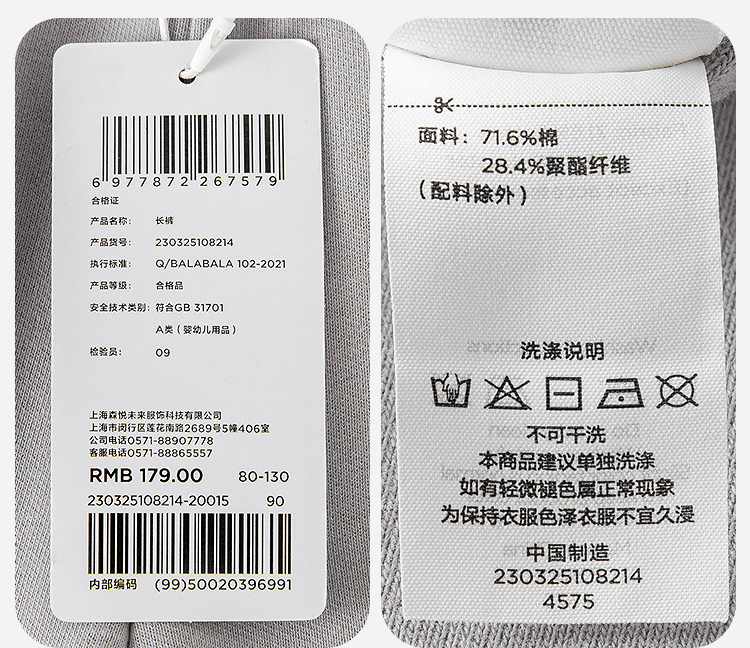 6 977872 267579
合格证
产品名称: 长裤
产品货号: 230325108214
执行标准: Q/BALABALA 102-2021
产品等级: 合格品
安全技术类别: 符合GB 31701
A类（婴幼儿用品）
检验员: 09
上海森悦未来服饰科技有限公司
上海市闵行区莲花南路2689号5幢406室
公司电话0571-88907778
客服电话0571-88865557
RMB 179.00 80-130
230325108214-20015 90
内部编码 (99)50020396991
面料: 71.6%棉
28.4%聚酯纤维
(配料除外)
洗涤说明
不可干洗
本商品建议单独洗涤
如有轻微褪色属正常现象
为保持衣服色泽衣服不宜久浸
中国制造
230325108214
4575